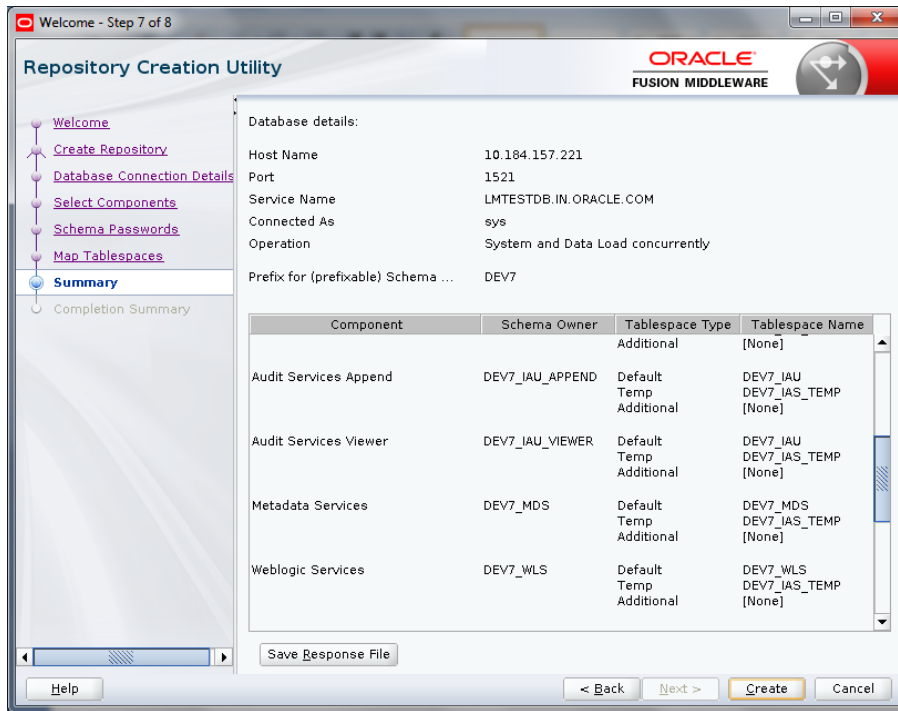 Welcome - Step 7 of 8
Repository Creation Utility
ORACLE
FUSION MIDDLEWARE
Welcome
Create Repository
Database Connection Details
Select Components
Schema Passwords
Map Tablespaces
Summary
Completion Summary
Database details:
Host Name 10.184.157.221
Port 1521
Service Name LMTESTDB.IN.ORACLE.COM
Connected As sys
Operation System and Data Load concurrently
Prefix for (prefixable) Schema ... DEV7
Component Schema Owner Tablespace Type Tablespace Name
Additional [None]
Audit Services Append DEV7_IAU_APPEND Default DEV7_IAU
Temp DEV7_IAS_TEMP
Additional [None]
Audit Services Viewer DEV7_IAU_VIEWER Default DEV7_IAU
Temp DEV7_IAS_TEMP
Additional [None]
Metadata Services DEV7_MDS Default DEV7_MDS
Temp DEV7_IAS_TEMP
Additional [None]
Weblogic Services DEV7_WLS Default DEV7_WLS
Temp DEV7_IAS_TEMP
Additional [None]
Save Response File
Help < Back Next > Create Cancel